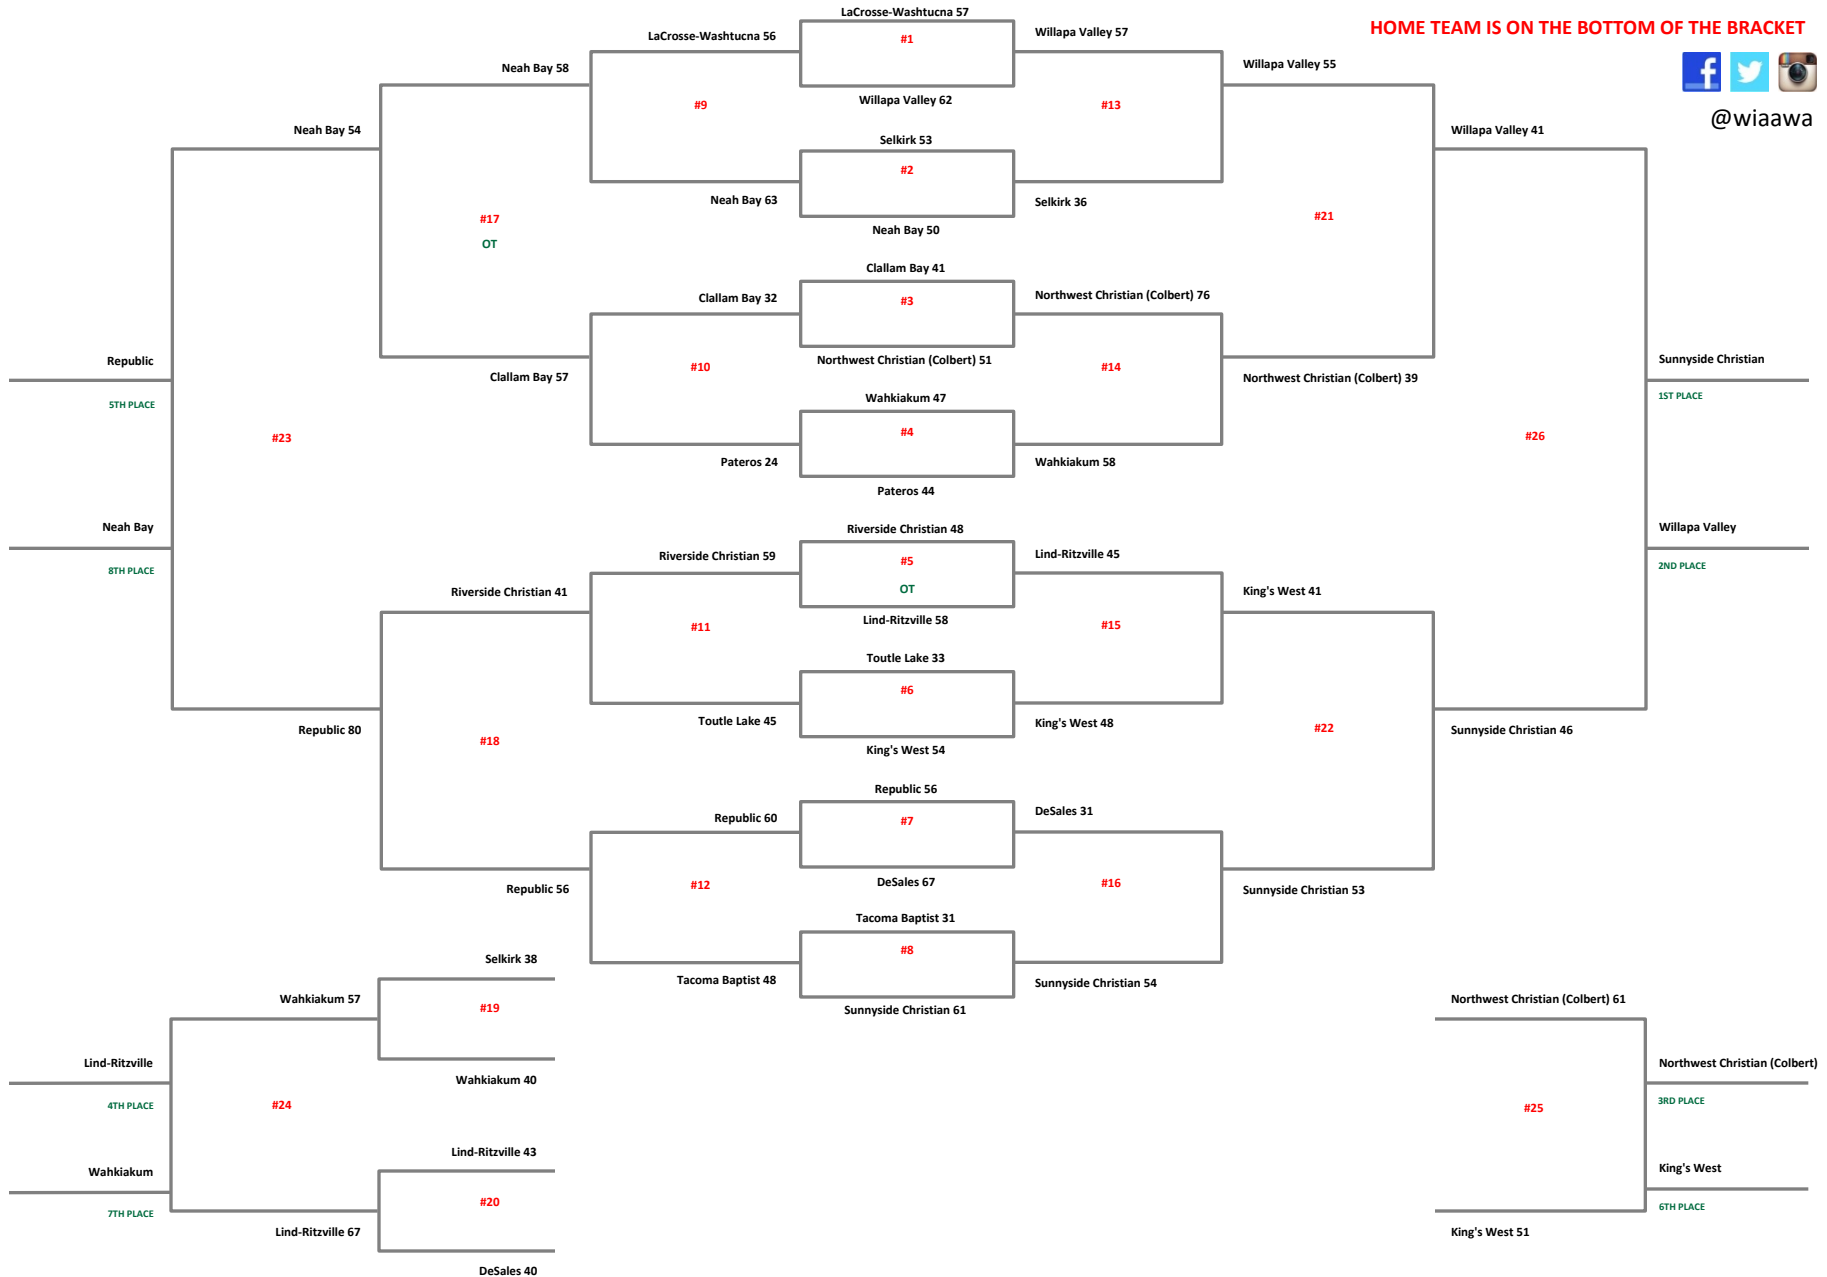 LaCrosse-Washtucna 57
HOME TEAM IS ON THE BOTTOM OF THE BRACKET
LaCrosse-Washtucna 56
#1
Willapa Valley 57
Neah Bay 58
Willapa Valley 55
#9
Willapa Valley 62
#13
@wiaawa
Neah Bay 54
Selkirk 53
Willapa Valley 41
#2
Neah Bay 63
Selkirk 36
#17
OT
Neah Bay 50
#21
Clallam Bay 41
Clallam Bay 32
#3
Northwest Christian (Colbert) 76
Republic
Northwest Christian (Colbert) 51
Sunnyside Christian
#10
#14
Clallam Bay 57
Northwest Christian (Colbert) 39
5TH PLACE
Wahkiakum 47
1ST PLACE
#23
#4
#26
Pateros 24
Wahkiakum 58
Pateros 44
Neah Bay
Riverside Christian 48
Willapa Valley
Riverside Christian 59
#5
Lind-Ritzville 45
8TH PLACE
OT
2ND PLACE
Riverside Christian 41
King's West 41
Lind-Ritzville 58
#11
#15
Toutle Lake 33
#6
Republic 80
Toutle Lake 45
King's West 48
#18
#22
Sunnyside Christian 46
King's West 54
Republic 56
Republic 60
#7
DeSales 31
#12
DeSales 67
#16
Republic 56
Sunnyside Christian 53
Tacoma Baptist 31
Selkirk 38
#8
Tacoma Baptist 48
Sunnyside Christian 54
Wahkiakum 57
#19
Sunnyside Christian 61
Northwest Christian (Colbert) 61
Lind-Ritzville
Wahkiakum 40
Northwest Christian (Colbert)
4TH PLACE
#24
#25
3RD PLACE
Lind-Ritzville 43
Wahkiakum
King's West
#20
7TH PLACE
6TH PLACE
Lind-Ritzville 67
King's West 51
DeSales 40